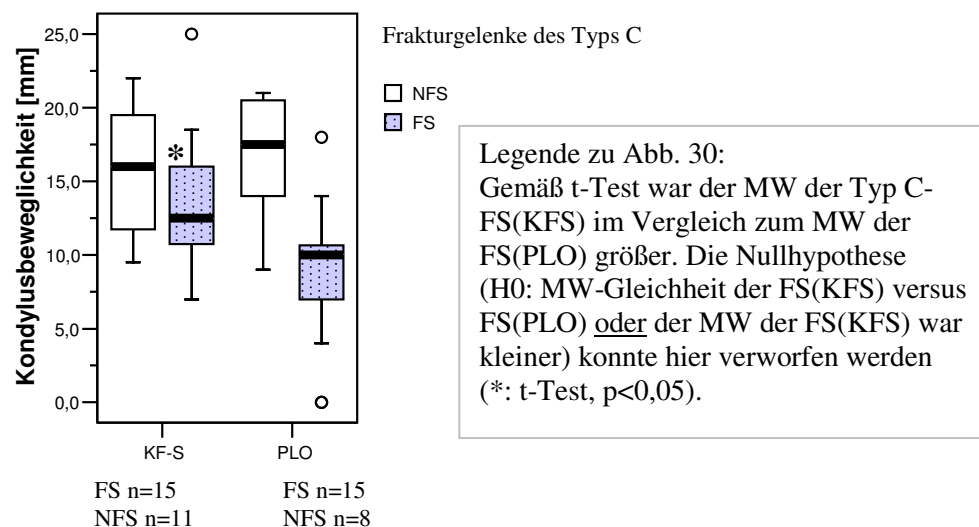 Kondylusbeweglichkeit [mm]
25,0
20,0
15,0
10,0
5,0
0,0
*
KF-S PLO
FS n=15 FS n=15
NFS n=11 NFS n=8
Frakturgelenke des Typs C
NFS
FS
Legende zu Abb. 30:
Gemäß t-Test war der MW der Typ C-
FS(KFS) im Vergleich zum MW der
FS(PLO) größer. Die Nullhypothese
(H0: MW-Gleichheit der FS(KFS) versus
FS(PLO) oder der MW der FS(KFS) war
kleiner) konnte hier verworfen werden
(*: t-Test, p<0,05).